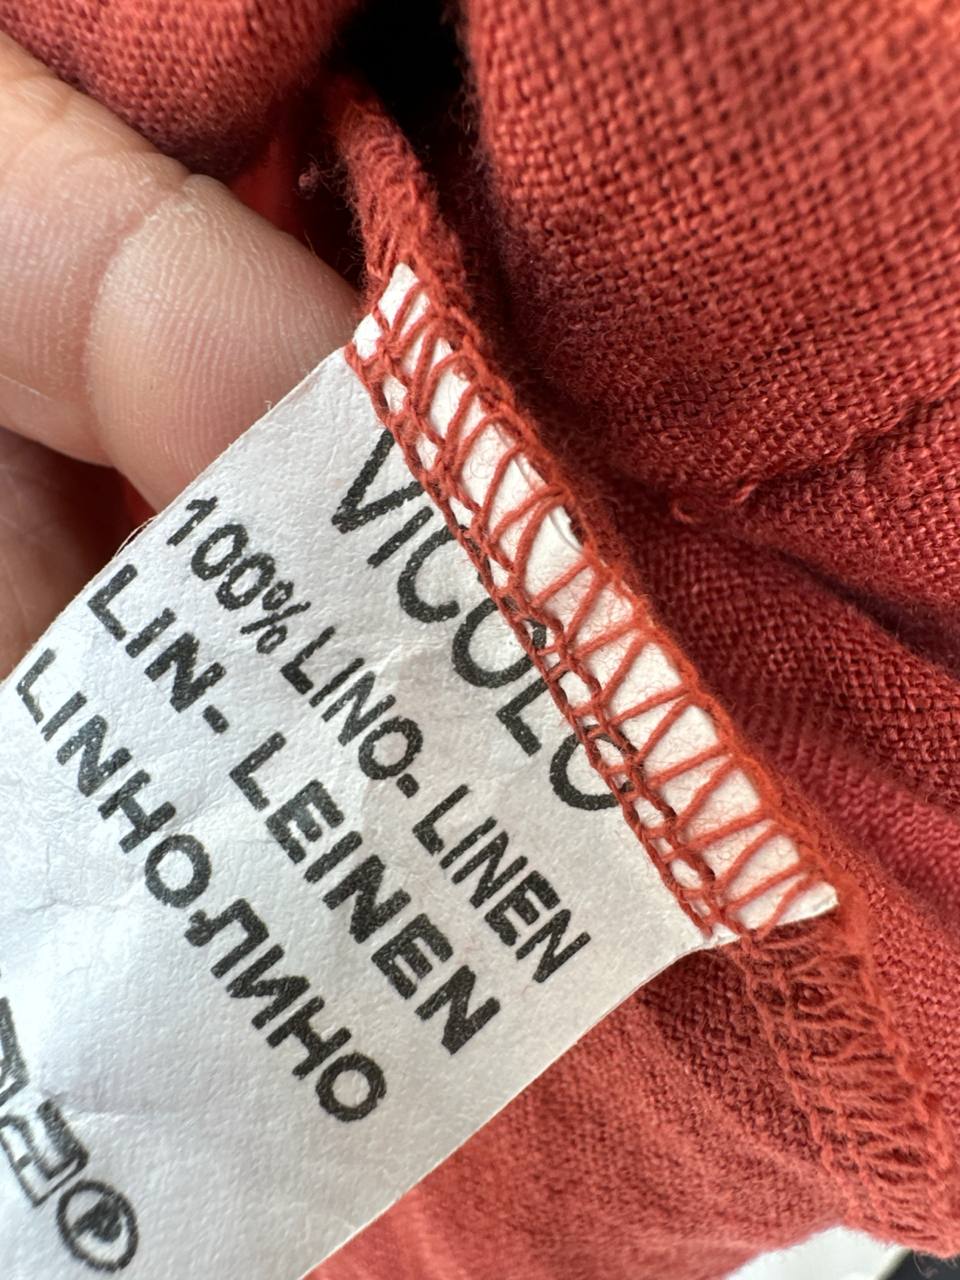 VICOLO
100% LINO- LINEN
LIN- LEINEN
LINHO.ЛИНО
P